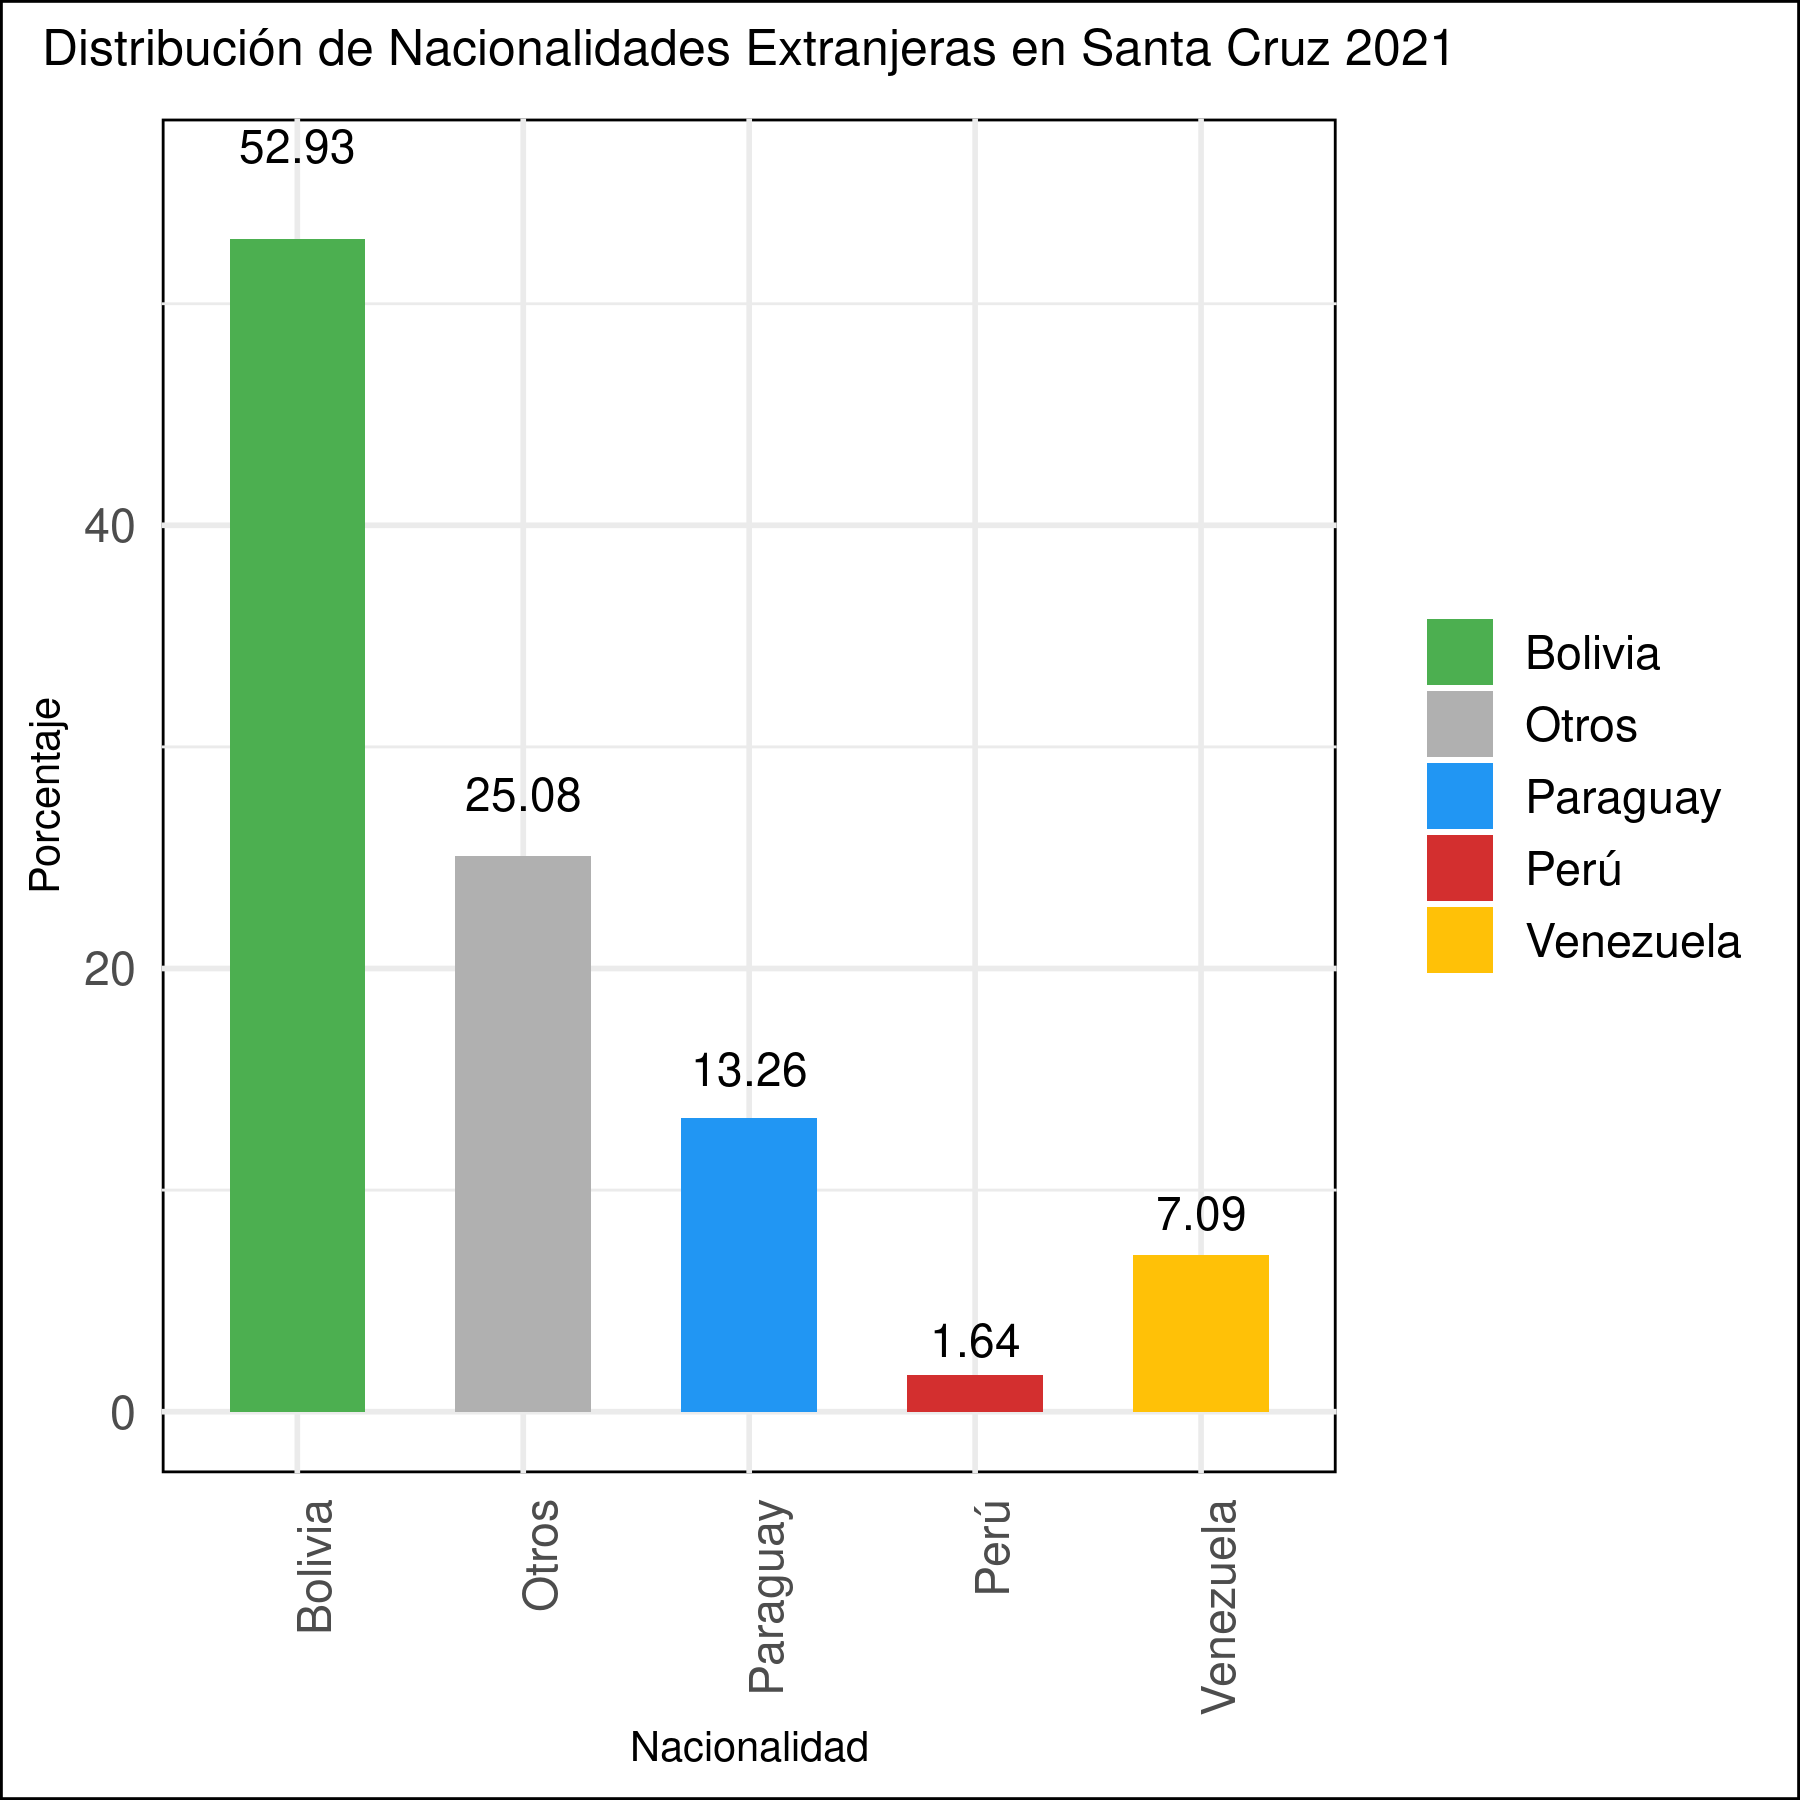 Distribución de Nacionalidades Extranjeras en Santa Cruz 2021
52.93
25.08
13.26
1.64
7.09
Porcentaje
40
20
0
Bolivia
Otros
Paraguay
Perú
Venezuela
Nacionalidad
Bolivia
Otros
Paraguay
Perú
Venezuela